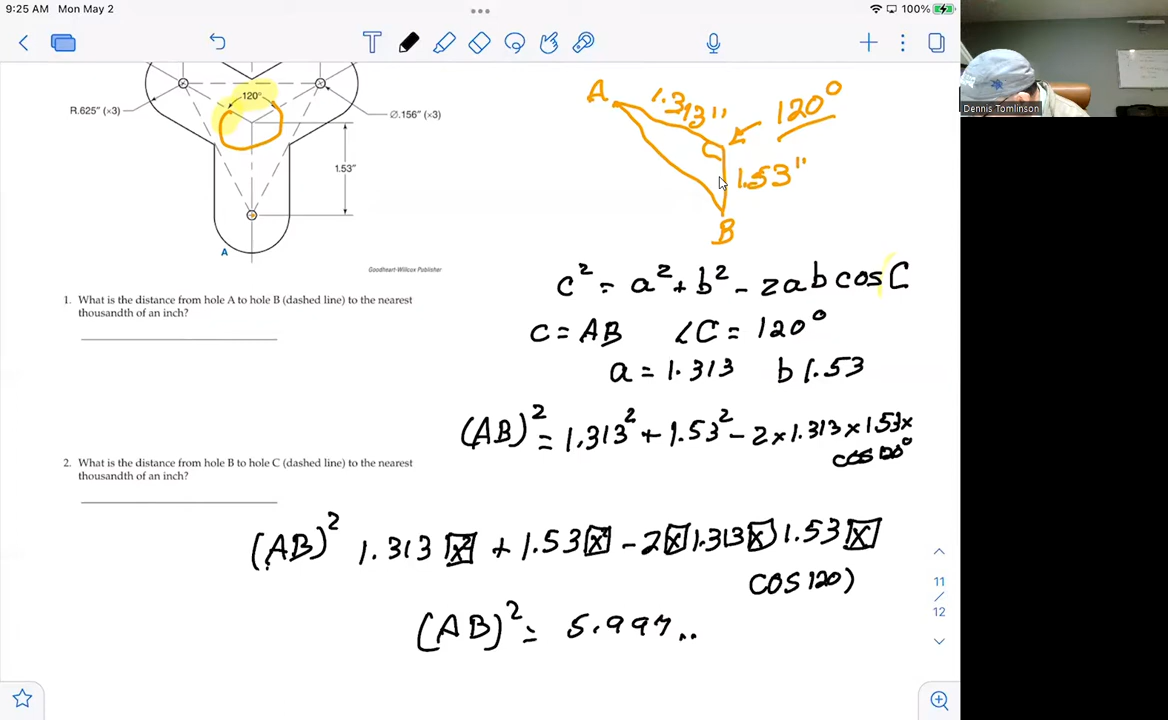 9:25 AM Mon May 2
100%
Dennis Tomlinson
120°
R.625" (×3)
Ø.156" (×3)
1.53"
A
Goodheart-Willcox Publisher
A
1.313"
120°
1.53"
B
c² = a² + b² - 2ab cos C
c = AB ∠C = 120°
a = 1.313 b 1.53
(AB)² = 1.313² + 1.53² - 2×1.313×1.53×
cos 120°
1. What is the distance from hole A to hole B (dashed line) to the nearest
thousandth of an inch?
2. What is the distance from hole B to hole C (dashed line) to the nearest
thousandth of an inch?
(AB)² 1.313 x² + 1.53 x² - 2 x 1.313 x 1.53 x
COS 120)
(AB)² = 5.997..
11
/
12